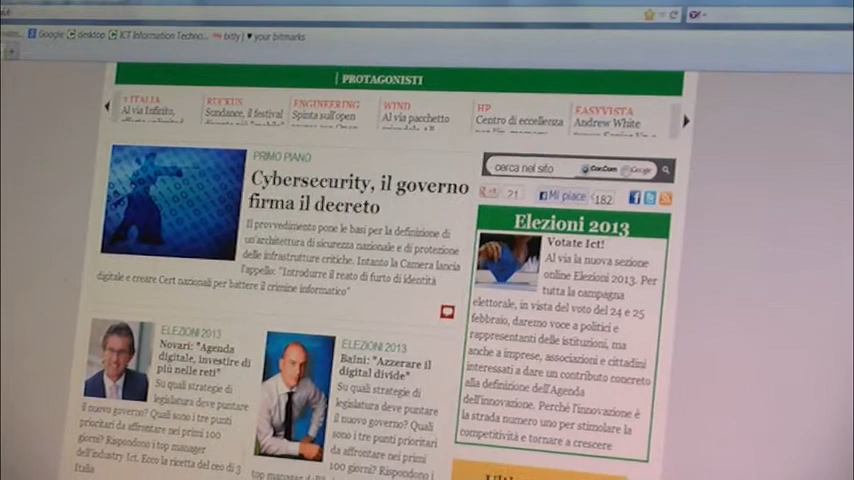 Google desktop ICT Information Techno... bitly | ♥ your bitmarks
| PROTAGONISTI
3 ITALIA
Al via Infinito,
RUCKUS
Sundance, il festival
ENGINEERING
Spinta sull'open
WIND
Al via pacchetto
HP
Centro di eccellenza
EASYVISTA
Andrew White
PRIMO PIANO
Cybersecurity, il governo
firma il decreto
Il provvedimento pone le basi per la definizione di
un'architettura di sicurezza nazionale e di protezione
delle infrastrutture critiche. Intanto la Camera lancia
l'appello: "Introdurre il reato di furto di identità
digitale e creare Cert nazionali per battere il crimine informatico"
cerca nel sito Cor.Com Google
21 Mi piace 182
Elezioni 2013
Votate Ict!
Al via la nuova sezione
online Elezioni 2013. Per
tutta la campagna
elettorale, in vista del voto del 24 e 25
febbraio, daremo voce a politici e
rappresentanti delle istituzioni, ma
anche a imprese, associazioni e cittadini
interessati a dare un contributo concreto
alla definizione dell'Agenda
dell'innovazione. Perchè l'innovazione è
la strada numero uno per stimolare la
competitività e tornare a crescere
ELEZIONI 2013
Novari: "Agenda
digitale, investire di
più nelle reti"
Su quali strategie di
legislatura deve puntare
il nuovo governo? Quali sono i tre punti
prioritari da affrontare nei primi 100
giorni? Rispondono i top manager
dell'industry Ict. Ecco la ricetta del ceo di 3
Italia
ELEZIONI 2013
Baini: "Azzerare il
digital divide"
Su quali strategie di
legislatura deve puntare
il nuovo governo? Quali
sono i tre punti prioritari
da affrontare nei primi
100 giorni? Rispondono i
top manager